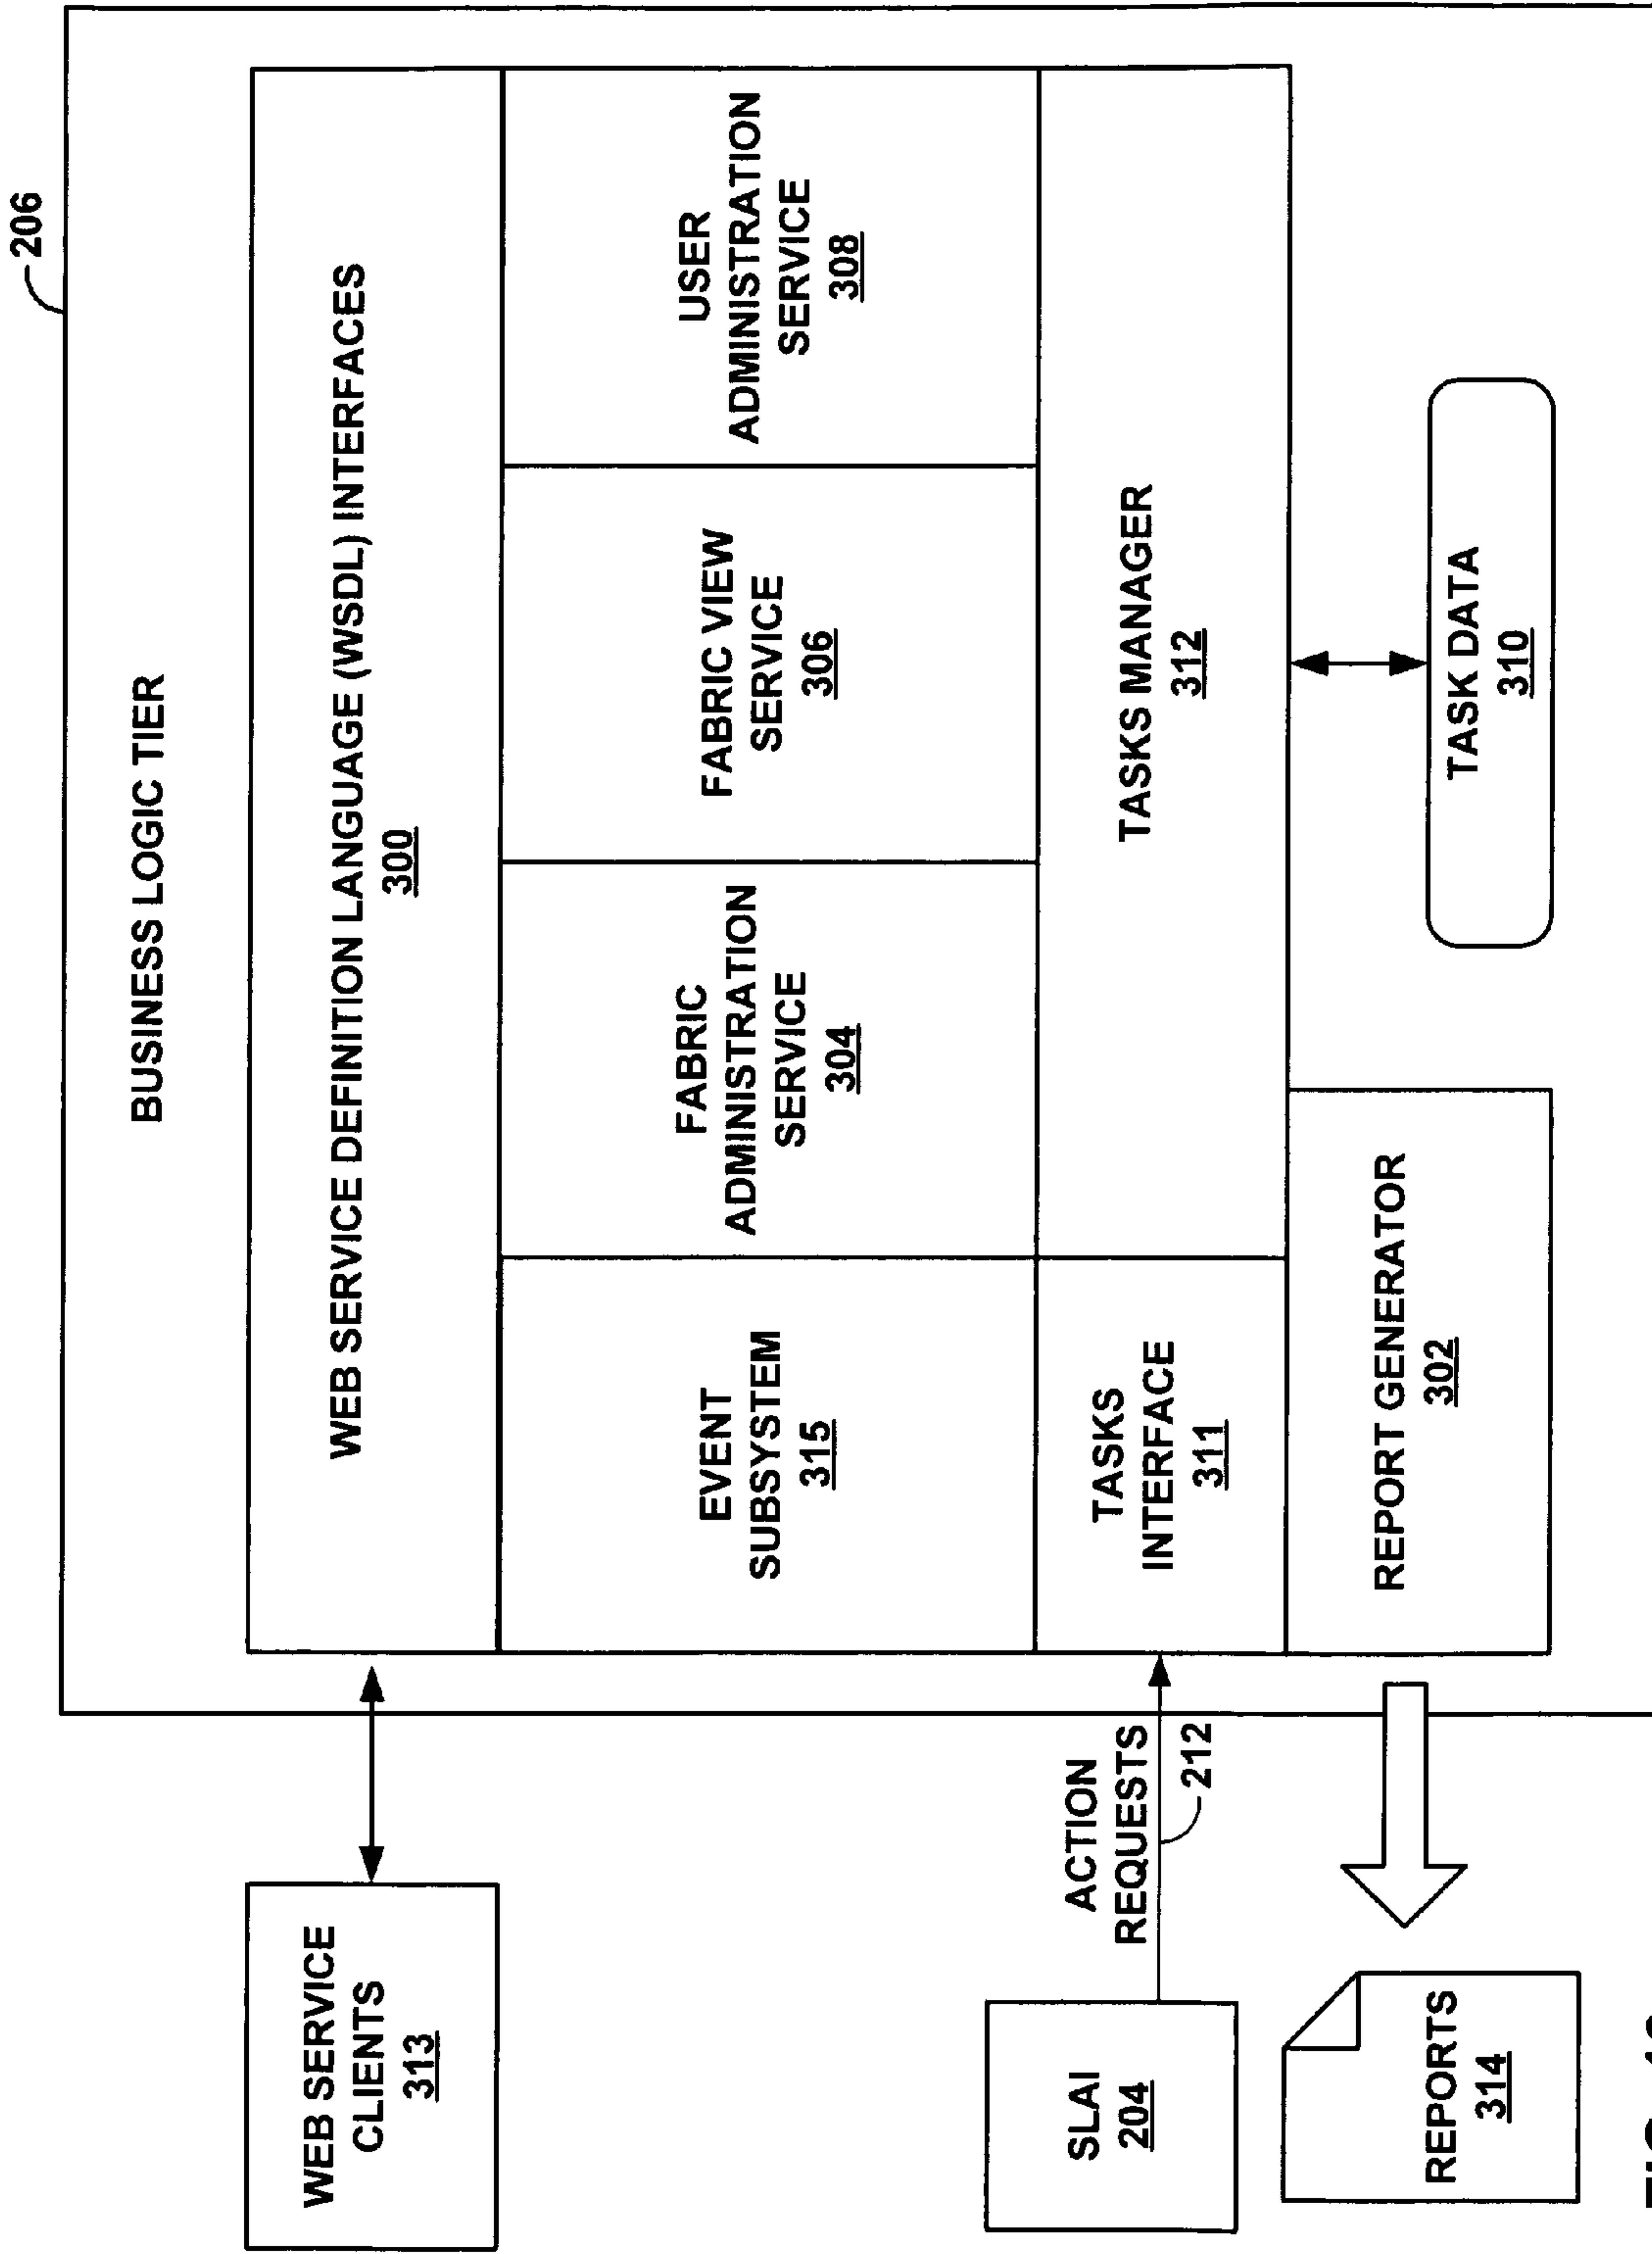 206
BUSINESS LOGIC TIER
WEB SERVICE
CLIENTS
313
WEB SERVICE DEFINITION LANGUAGE (WSDL) INTERFACES
300
EVENT
SUBSYSTEM
315
FABRIC
ADMINISTRATION
SERVICE
304
FABRIC VIEW
SERVICE
306
USER
ADMINISTRATION
SERVICE
308
SLAI
204
ACTION
REQUESTS
212
TASKS
INTERFACE
311
TASKS MANAGER
312
REPORTS
314
REPORT GENERATOR
302
TASK DATA
310